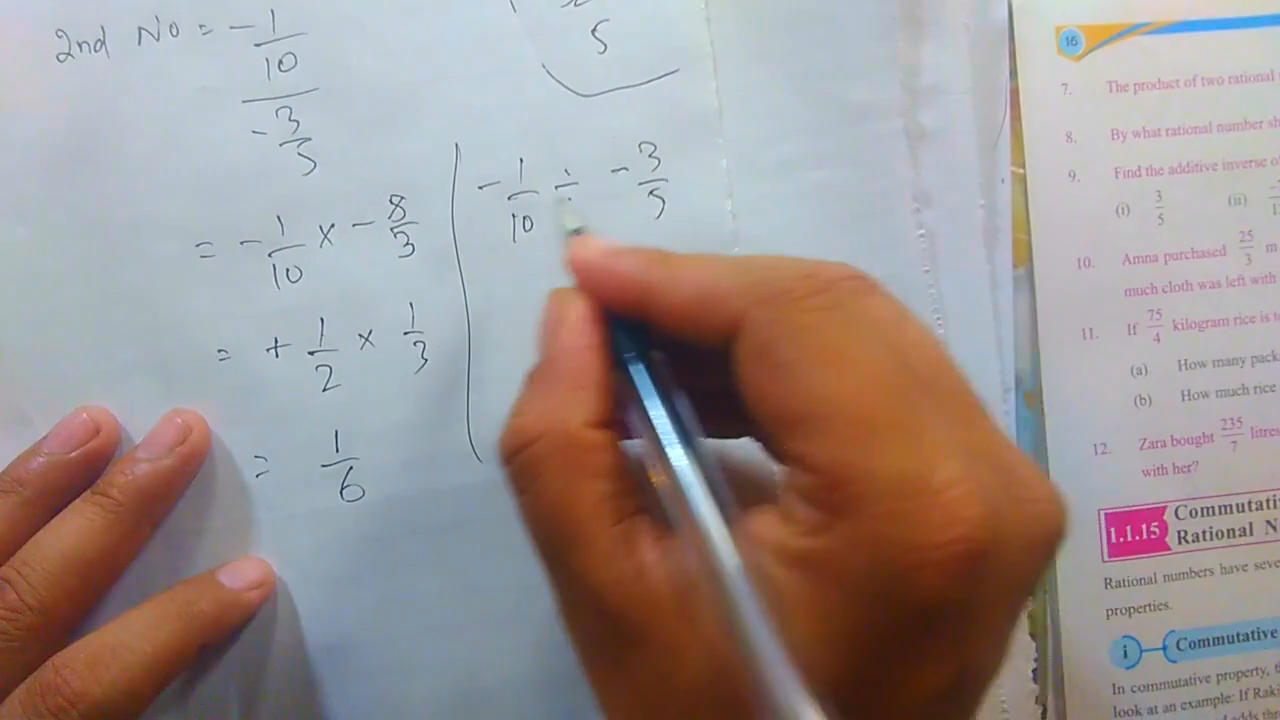 5
2nd No = -1/10
-3/5
= -1/10 x -8/3
= + 1/2 x 1/3
= 1/6
-1/10 ÷ -3/5
16
7. The product of two rational
8. By what rational number
9. Find the additive inverse
(i) 3/5 (ii)
10. Amna purchased 25/3 m
much cloth was left with
11. If 75/4 kilogram rice is
(a) How many
(b) How much rice
12. Zara bought 235/7 litres
with her?
1.1.15 Commutati
Rational N
Rational numbers have seve
properties.
i Commutative
In commutative property,
look at an example: If